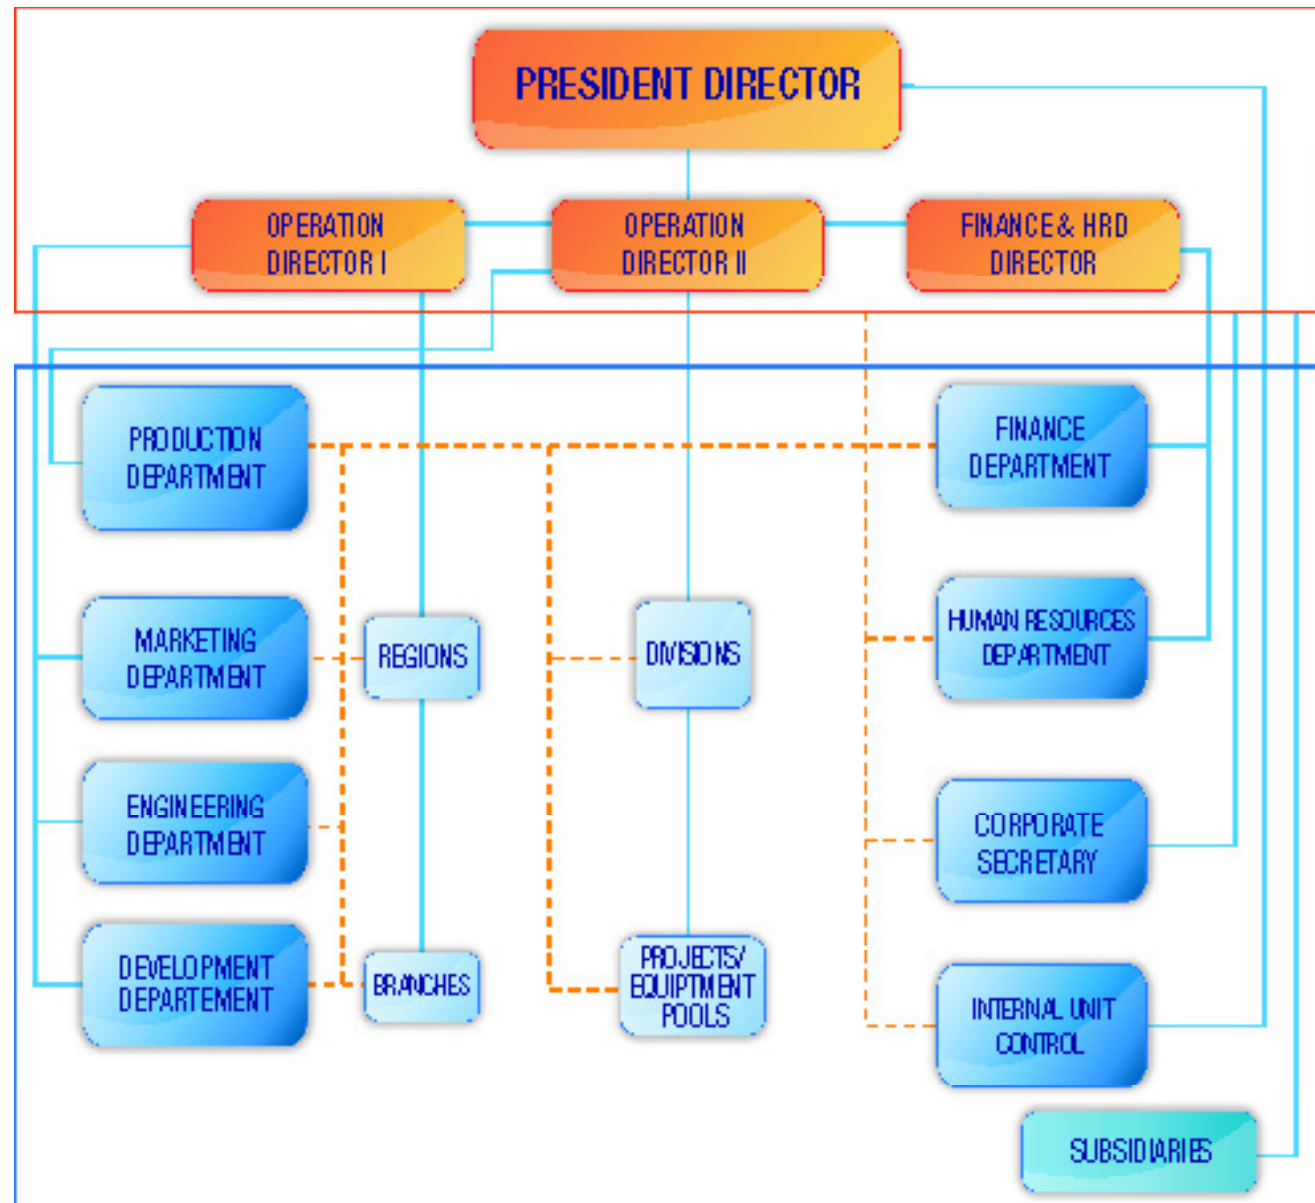 PRESIDENT DIRECTOR
OPERATION
DIRECTOR I
OPERATION
DIRECTOR II
FINANCE & HRD
DIRECTOR
PRODUCTION
DEPARTMENT
FINANCE
DEPARTMENT
MARKETING
DEPARTMENT
REGIONS
DIVISIONS
HUMAN RESOURCES
DEPARTMENT
ENGINEERING
DEPARTMENT
CORPORATE
SECRETARY
DEVELOPMENT
DEPARTEMENT
BRANCHES
PROJECTS/
EQUIPTMENT
POOLS
INTERNAL UNIT
CONTROL
SUBSIDIARIES